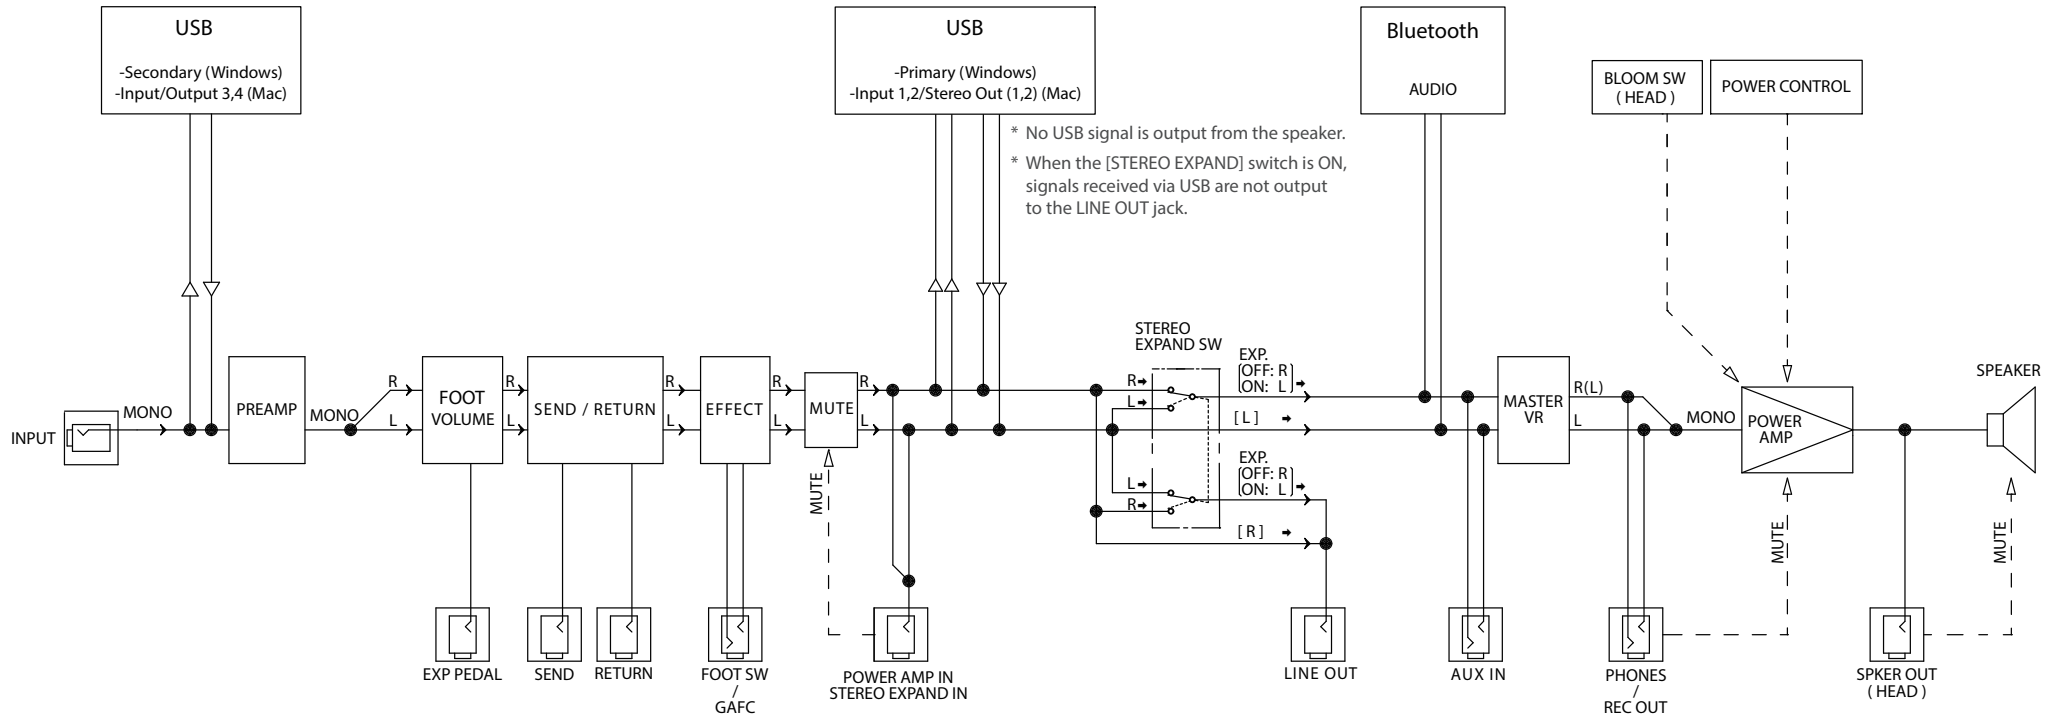 USB
-Secondary (Windows)
-Input/Output 3,4 (Mac)
USB
-Primary (Windows)
-Input 1,2/Stereo Out (1,2) (Mac)
* No USB signal is output from the speaker.
* When the [STEREO EXPAND] switch is ON,
signals received via USB are not output
to the LINE OUT jack.
Bluetooth
AUDIO
BLOOM SW
( HEAD )
POWER CONTROL
INPUT
MONO
PREAMP
MONO
R
L
FOOT
VOLUME
R
L
SEND / RETURN
R
L
EFFECT
R
L
MUTE
R
L
MUTE
STEREO
EXPAND SW
R
L
L
R
EXP.
OFF: R
ON: L
[ L ]
EXP.
OFF: R
ON: L
[ R ]
MASTER
VR
R(L)
L
MONO
POWER
AMP
MUTE
SPEAKER
MUTE
EXP PEDAL
SEND
RETURN
FOOT SW
/
GAFC
POWER AMP IN
STEREO EXPAND IN
LINE OUT
AUX IN
PHONES
/
REC OUT
SPKER OUT
( HEAD )